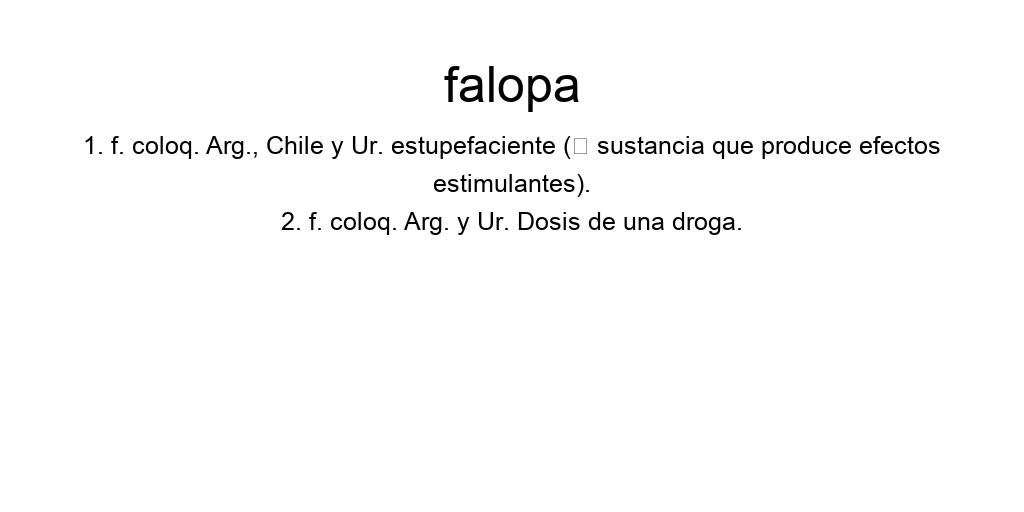 falopa
1. f. coloq. Arg., Chile y Ur. estupefaciente (□ sustancia que produce efectos
estimulantes).
2. f. coloq. Arg. y Ur. Dosis de una droga.